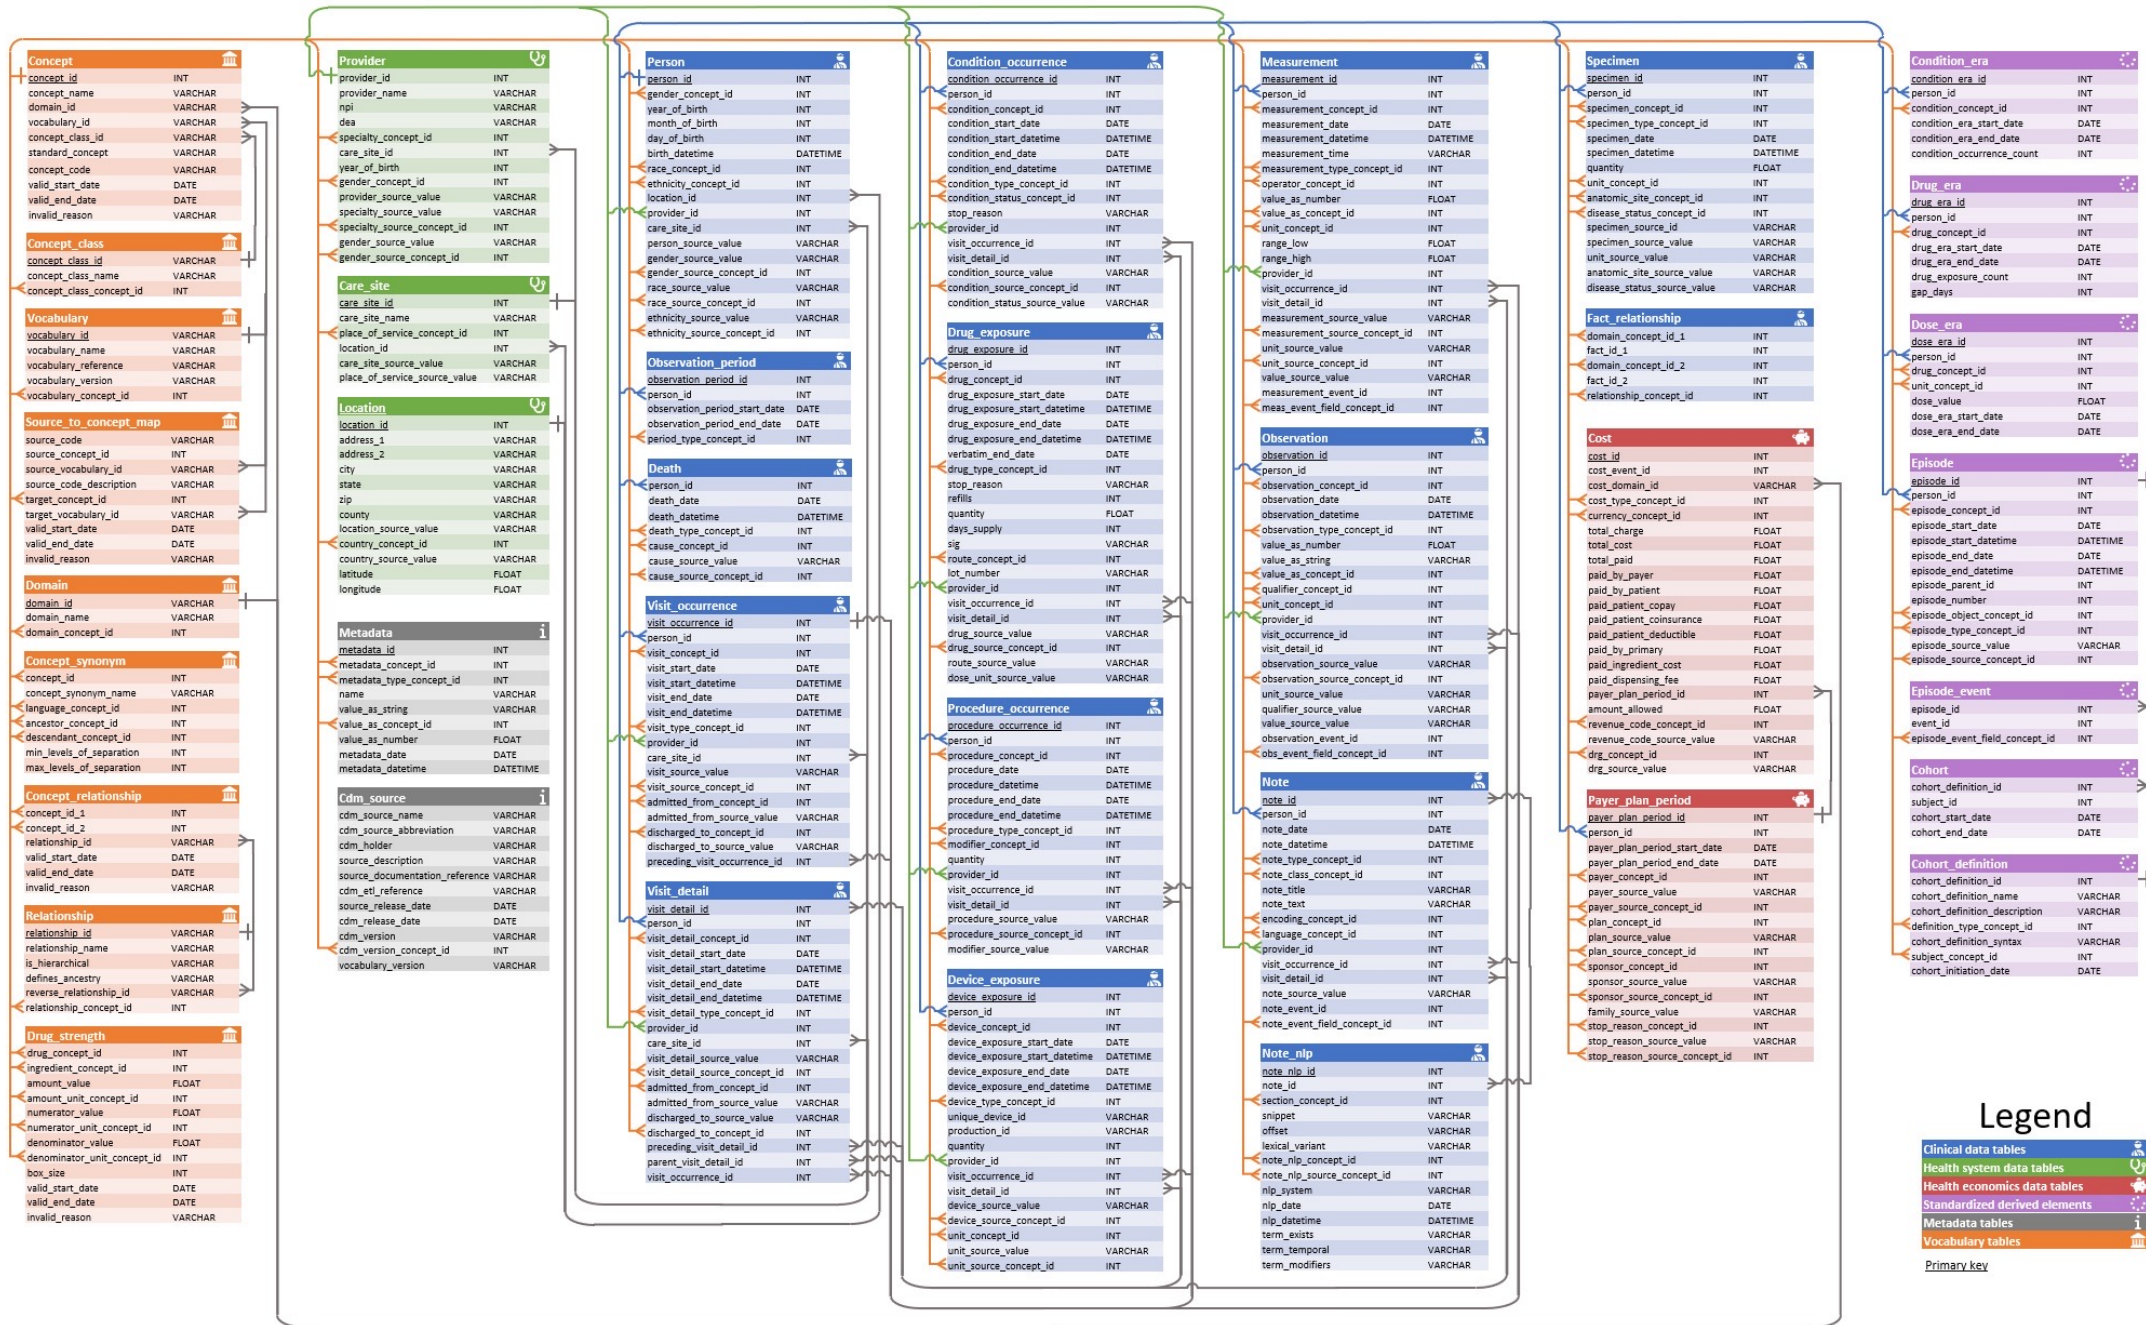 Concept
concept_id INT
concept_name VARCHAR
domain_id VARCHAR
vocabulary_id VARCHAR
concept_class_id VARCHAR
standard_concept VARCHAR
concept_code VARCHAR
valid_start_date DATE
valid_end_date DATE
invalid_reason VARCHAR
Concept_class
concept_class_id VARCHAR
concept_class_name VARCHAR
concept_class_concept_id INT
Vocabulary
vocabulary_id VARCHAR
vocabulary_name VARCHAR
vocabulary_reference VARCHAR
vocabulary_version VARCHAR
vocabulary_concept_id INT
Source_to_concept_map
source_code VARCHAR
source_concept_id INT
source_vocabulary_id VARCHAR
source_code_description VARCHAR
target_concept_id INT
target_vocabulary_id VARCHAR
valid_start_date DATE
valid_end_date DATE
invalid_reason VARCHAR
Domain
domain_id VARCHAR
domain_name VARCHAR
domain_concept_id INT
Concept_synonym
concept_id INT
concept_synonym_name VARCHAR
language_concept_id INT
ancestor_concept_id INT
descendant_concept_id INT
min_levels_of_separation INT
max_levels_of_separation INT
Concept_relationship
concept_id_1 INT
concept_id_2 INT
relationship_id VARCHAR
valid_start_date DATE
valid_end_date DATE
invalid_reason VARCHAR
Relationship
relationship_id VARCHAR
relationship_name VARCHAR
is_hierarchical VARCHAR
defines_ancestry VARCHAR
reverse_relationship_id VARCHAR
relationship_concept_id INT
Drug_strength
drug_concept_id INT
ingredient_concept_id INT
amount_value FLOAT
amount_unit_concept_id INT
numerator_value FLOAT
numerator_unit_concept_id INT
denominator_value FLOAT
denominator_unit_concept_id INT
box_size INT
valid_start_date DATE
valid_end_date DATE
invalid_reason VARCHAR
Provider
provider_id INT
provider_name VARCHAR
npi VARCHAR
dea VARCHAR
specialty_concept_id INT
care_site_id INT
year_of_birth INT
gender_concept_id INT
provider_source_value VARCHAR
specialty_source_value VARCHAR
specialty_source_concept_id INT
gender_source_value VARCHAR
gender_source_concept_id INT
Care_site
care_site_id INT
care_site_name VARCHAR
place_of_service_concept_id INT
location_id INT
care_site_source_value VARCHAR
place_of_service_source_value VARCHAR
Location
location_id INT
address_1 VARCHAR
address_2 VARCHAR
city VARCHAR
state VARCHAR
zip VARCHAR
county VARCHAR
location_source_value VARCHAR
country_concept_id INT
country_source_value VARCHAR
latitude FLOAT
longitude FLOAT
Metadata
metadata_id INT
metadata_concept_id INT
metadata_type_concept_id INT
name VARCHAR
value_as_string VARCHAR
value_as_concept_id INT
value_as_number FLOAT
metadata_date DATE
metadata_datetime DATETIME
Cdm_source
cdm_source_name VARCHAR
cdm_source_abbreviation VARCHAR
cdm_holder VARCHAR
source_description VARCHAR
source_documentation_reference VARCHAR
cdm_etl_reference VARCHAR
source_release_date DATE
cdm_release_date DATE
cdm_version VARCHAR
cdm_version_concept_id INT
vocabulary_version VARCHAR
Person
person_id INT
gender_concept_id INT
year_of_birth INT
month_of_birth INT
day_of_birth INT
birth_datetime DATETIME
race_concept_id INT
ethnicity_concept_id INT
location_id INT
provider_id INT
care_site_id INT
person_source_value VARCHAR
gender_source_value VARCHAR
gender_source_concept_id INT
race_source_value VARCHAR
race_source_concept_id INT
ethnicity_source_value VARCHAR
ethnicity_source_concept_id INT
Observation_period
observation_period_id INT
person_id INT
observation_period_start_date DATE
observation_period_end_date DATE
period_type_concept_id INT
Death
person_id INT
death_date DATE
death_datetime DATETIME
death_type_concept_id INT
cause_concept_id INT
cause_source_value VARCHAR
cause_source_concept_id INT
Visit_occurrence
visit_occurrence_id INT
person_id INT
visit_concept_id INT
visit_start_date DATE
visit_start_datetime DATETIME
visit_end_date DATE
visit_end_datetime DATETIME
visit_type_concept_id INT
provider_id INT
care_site_id INT
visit_source_value VARCHAR
visit_source_concept_id INT
admitted_from_concept_id INT
admitted_from_source_value VARCHAR
discharged_to_concept_id INT
discharged_to_source_value VARCHAR
preceding_visit_occurrence_id INT
Visit_detail
visit_detail_id INT
person_id INT
visit_detail_concept_id INT
visit_detail_start_date DATE
visit_detail_start_datetime DATETIME
visit_detail_end_date DATE
visit_detail_end_datetime DATETIME
visit_detail_type_concept_id INT
provider_id INT
care_site_id INT
visit_detail_source_value VARCHAR
visit_detail_source_concept_id INT
admitted_from_concept_id INT
admitted_from_source_value VARCHAR
discharged_to_source_value VARCHAR
discharged_to_concept_id INT
preceding_visit_detail_id INT
parent_visit_detail_id INT
visit_occurrence_id INT
Condition_occurrence
condition_occurrence_id INT
person_id INT
condition_concept_id INT
condition_start_date DATE
condition_start_datetime DATETIME
condition_end_date DATE
condition_end_datetime DATETIME
condition_type_concept_id INT
condition_status_concept_id INT
stop_reason VARCHAR
provider_id INT
visit_occurrence_id INT
visit_detail_id INT
condition_source_value VARCHAR
condition_source_concept_id INT
condition_status_source_value VARCHAR
Drug_exposure
drug_exposure_id INT
person_id INT
drug_concept_id INT
drug_exposure_start_date DATE
drug_exposure_start_datetime DATETIME
drug_exposure_end_date DATE
drug_exposure_end_datetime DATETIME
verbatim_end_date DATE
drug_type_concept_id INT
stop_reason VARCHAR
refills INT
quantity FLOAT
days_supply INT
sig VARCHAR
route_concept_id INT
lot_number VARCHAR
provider_id INT
visit_occurrence_id INT
visit_detail_id INT
drug_source_value VARCHAR
drug_source_concept_id INT
route_source_value VARCHAR
dose_unit_source_value VARCHAR
Procedure_occurrence
procedure_occurrence_id INT
person_id INT
procedure_concept_id INT
procedure_date DATE
procedure_datetime DATETIME
procedure_end_date DATE
procedure_end_datetime DATETIME
procedure_type_concept_id INT
modifier_concept_id INT
quantity INT
provider_id INT
visit_occurrence_id INT
visit_detail_id INT
procedure_source_value VARCHAR
procedure_source_concept_id INT
modifier_source_value VARCHAR
Device_exposure
device_exposure_id INT
person_id INT
device_concept_id INT
device_exposure_start_date DATE
device_exposure_start_datetime DATETIME
device_exposure_end_date DATE
device_exposure_end_datetime DATETIME
device_type_concept_id INT
unique_device_id VARCHAR
production_id VARCHAR
quantity INT
provider_id INT
visit_occurrence_id INT
visit_detail_id INT
device_source_value VARCHAR
device_source_concept_id INT
unit_concept_id INT
unit_source_value VARCHAR
unit_source_concept_id INT
Measurement
measurement_id INT
person_id INT
measurement_concept_id INT
measurement_date DATE
measurement_datetime DATETIME
measurement_time VARCHAR
measurement_type_concept_id INT
operator_concept_id INT
value_as_number FLOAT
value_as_concept_id INT
unit_concept_id INT
range_low FLOAT
range_high FLOAT
provider_id INT
visit_occurrence_id INT
visit_detail_id INT
measurement_source_value VARCHAR
measurement_source_concept_id INT
unit_source_value VARCHAR
unit_source_concept_id INT
value_source_value VARCHAR
measurement_event_id INT
meas_event_field_concept_id INT
Observation
observation_id INT
person_id INT
observation_concept_id INT
observation_date DATE
observation_datetime DATETIME
observation_type_concept_id INT
value_as_number FLOAT
value_as_string VARCHAR
value_as_concept_id INT
qualifier_concept_id INT
unit_concept_id INT
provider_id INT
visit_occurrence_id INT
visit_detail_id INT
observation_source_value VARCHAR
observation_source_concept_id INT
unit_source_value VARCHAR
qualifier_source_value VARCHAR
value_source_value VARCHAR
observation_event_id INT
obs_event_field_concept_id INT
Note
note_id INT
person_id INT
note_date DATE
note_datetime DATETIME
note_type_concept_id INT
note_class_concept_id INT
note_title VARCHAR
note_text VARCHAR
encoding_concept_id INT
language_concept_id INT
provider_id INT
visit_occurrence_id INT
visit_detail_id INT
note_source_value VARCHAR
note_event_id INT
note_event_field_concept_id INT
Note_nlp
note_nlp_id INT
note_id INT
section_concept_id INT
snippet VARCHAR
offset VARCHAR
lexical_variant VARCHAR
note_nlp_concept_id INT
note_nlp_source_concept_id INT
nlp_system VARCHAR
nlp_date DATE
nlp_datetime DATETIME
term_exists VARCHAR
term_temporal VARCHAR
term_modifiers VARCHAR
Specimen
specimen_id INT
person_id INT
specimen_concept_id INT
specimen_type_concept_id INT
specimen_date DATE
specimen_datetime DATETIME
quantity FLOAT
unit_concept_id INT
anatomic_site_concept_id INT
disease_status_concept_id INT
specimen_source_id VARCHAR
specimen_source_value VARCHAR
unit_source_value VARCHAR
anatomic_site_source_value VARCHAR
disease_status_source_value VARCHAR
Fact_relationship
domain_concept_id_1 INT
fact_id_1 INT
domain_concept_id_2 INT
fact_id_2 INT
relationship_concept_id INT
Cost
cost_id INT
cost_event_id INT
cost_domain_id VARCHAR
cost_type_concept_id INT
currency_concept_id INT
total_charge FLOAT
total_cost FLOAT
total_paid FLOAT
paid_by_payer FLOAT
paid_by_patient FLOAT
paid_patient_copay FLOAT
paid_patient_coinsurance FLOAT
paid_patient_deductible FLOAT
paid_by_primary FLOAT
paid_ingredient_cost FLOAT
paid_dispensing_fee FLOAT
payer_plan_period_id INT
amount_allowed FLOAT
revenue_code_concept_id INT
revenue_code_source_value VARCHAR
drg_concept_id INT
drg_source_value VARCHAR
Payer_plan_period
payer_plan_period_id INT
person_id INT
payer_plan_period_start_date DATE
payer_plan_period_end_date DATE
payer_concept_id INT
payer_source_value VARCHAR
payer_source_concept_id INT
plan_concept_id INT
plan_source_value VARCHAR
plan_source_concept_id INT
sponsor_concept_id INT
sponsor_source_value VARCHAR
sponsor_source_concept_id INT
family_source_value VARCHAR
stop_reason_concept_id INT
stop_reason_source_value VARCHAR
stop_reason_source_concept_id INT
Condition_era
condition_era_id INT
person_id INT
condition_concept_id INT
condition_era_start_date DATE
condition_era_end_date DATE
condition_occurrence_count INT
Drug_era
drug_era_id INT
person_id INT
drug_concept_id INT
drug_era_start_date DATE
drug_era_end_date DATE
drug_exposure_count INT
gap_days INT
Dose_era
dose_era_id INT
person_id INT
drug_concept_id INT
unit_concept_id INT
dose_value FLOAT
dose_era_start_date DATE
dose_era_end_date DATE
Episode
episode_id INT
person_id INT
episode_concept_id INT
episode_start_date DATE
episode_start_datetime DATETIME
episode_end_date DATE
episode_end_datetime DATETIME
episode_parent_id INT
episode_number INT
episode_object_concept_id INT
episode_type_concept_id INT
episode_source_value VARCHAR
episode_source_concept_id INT
Episode_event
episode_id INT
event_id INT
episode_event_field_concept_id INT
Cohort
cohort_definition_id INT
subject_id INT
cohort_start_date DATE
cohort_end_date DATE
Cohort_definition
cohort_definition_id INT
cohort_definition_name VARCHAR
cohort_definition_description VARCHAR
definition_type_concept_id INT
cohort_definition_syntax VARCHAR
subject_concept_id INT
cohort_initiation_date DATE
Legend
Clinical data tables
Health system data tables
Health economics data tables
Standardized derived elements
Metadata tables
Vocabulary tables
Primary key